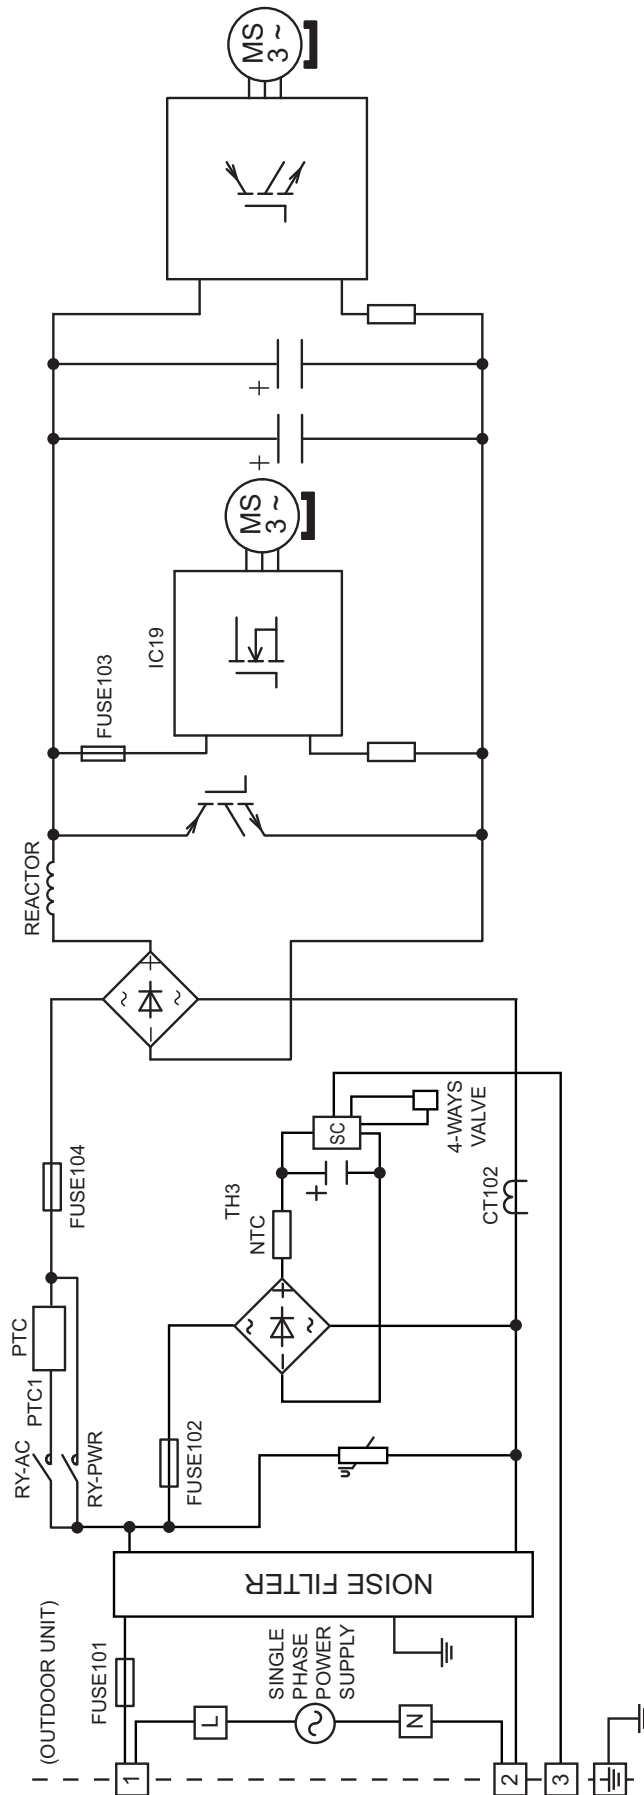 (OUTDOOR UNIT)
1
2
3
FUSE101
L
N
SINGLE
PHASE
POWER
SUPPLY
NOISE FILTER
RY-AC
RY-PWR
PTC1
PTC
FUSE102
FUSE104
~
~
+
−
TH3
NTC
+
SC
4-WAYS
VALVE
CT102
~
~
+
−
REACTOR
FUSE103
IC19
MS
3 ~
+
+
MS
3 ~